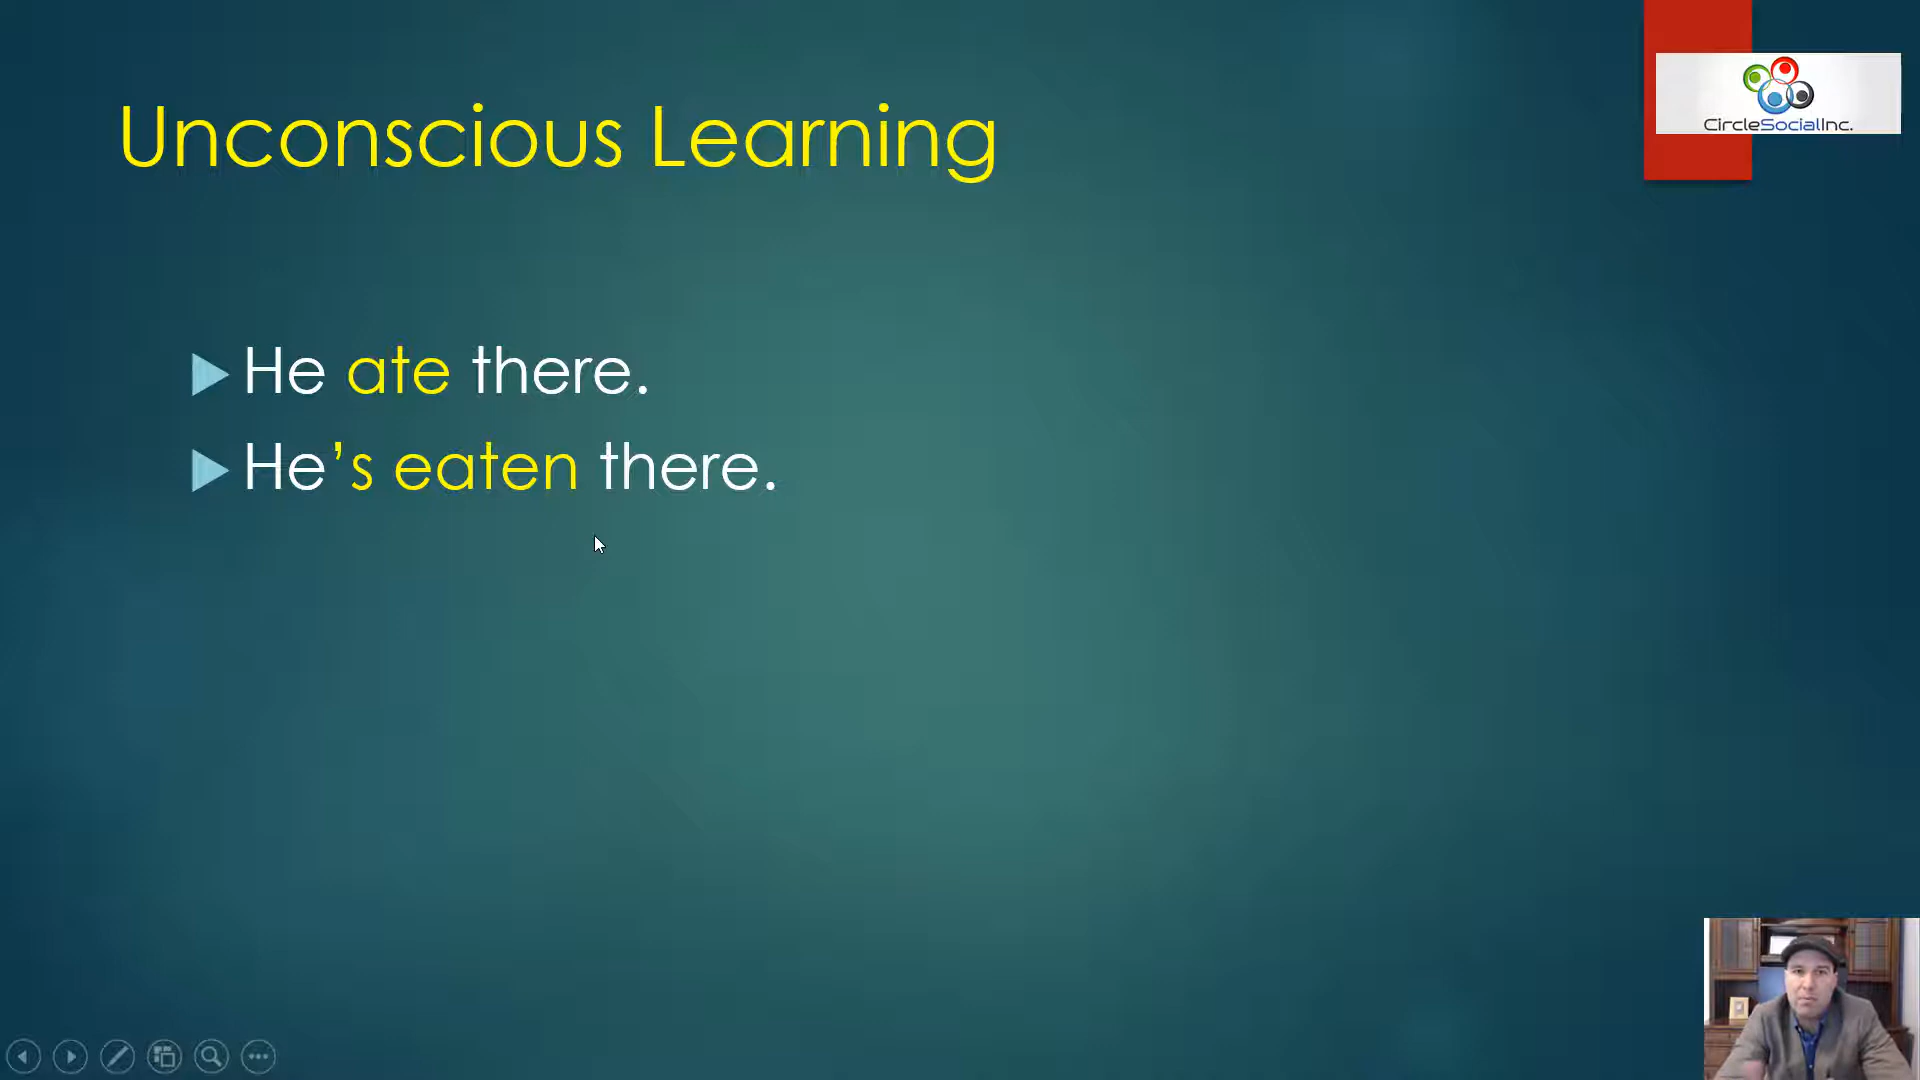 Unconscious Learning
CircleSocialInc.
He ate there.
He’s eaten there.